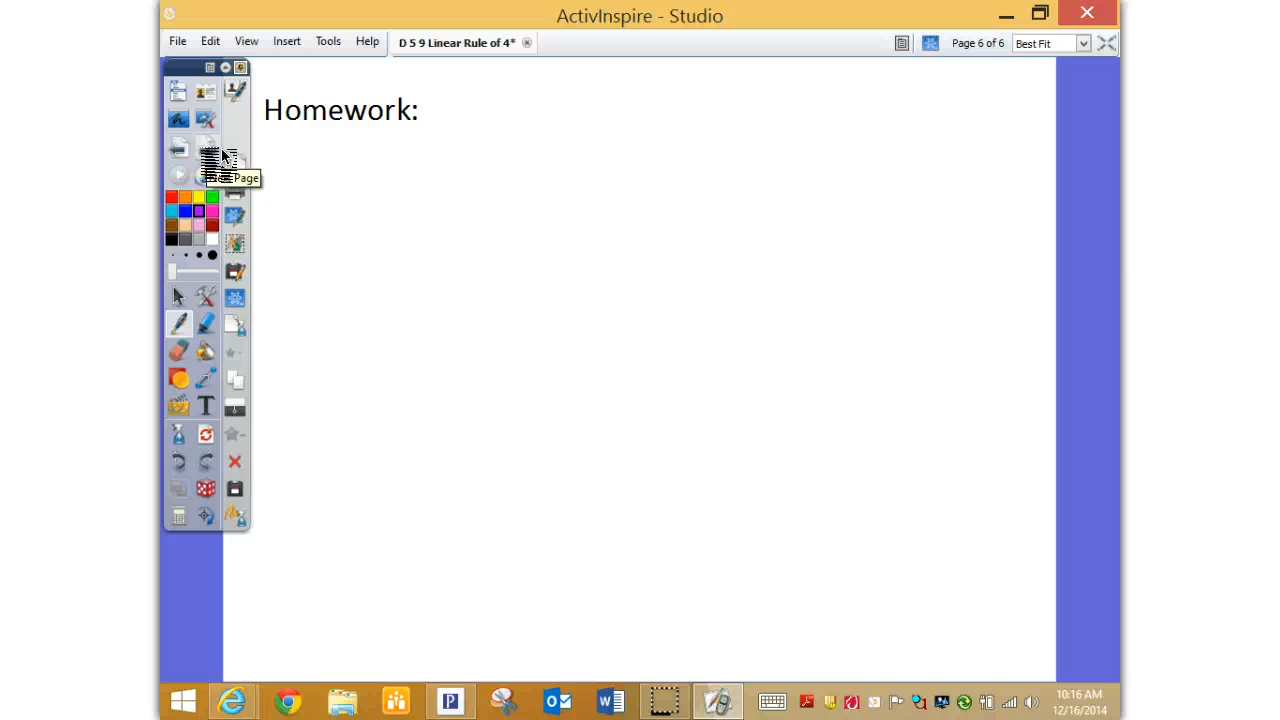 ActivInspire - Studio
File Edit View Insert Tools Help D 5 9 Linear Rule of 4* Page 6 of 6 Best Fit
Homework:
Page
10:16 AM
12/16/2014